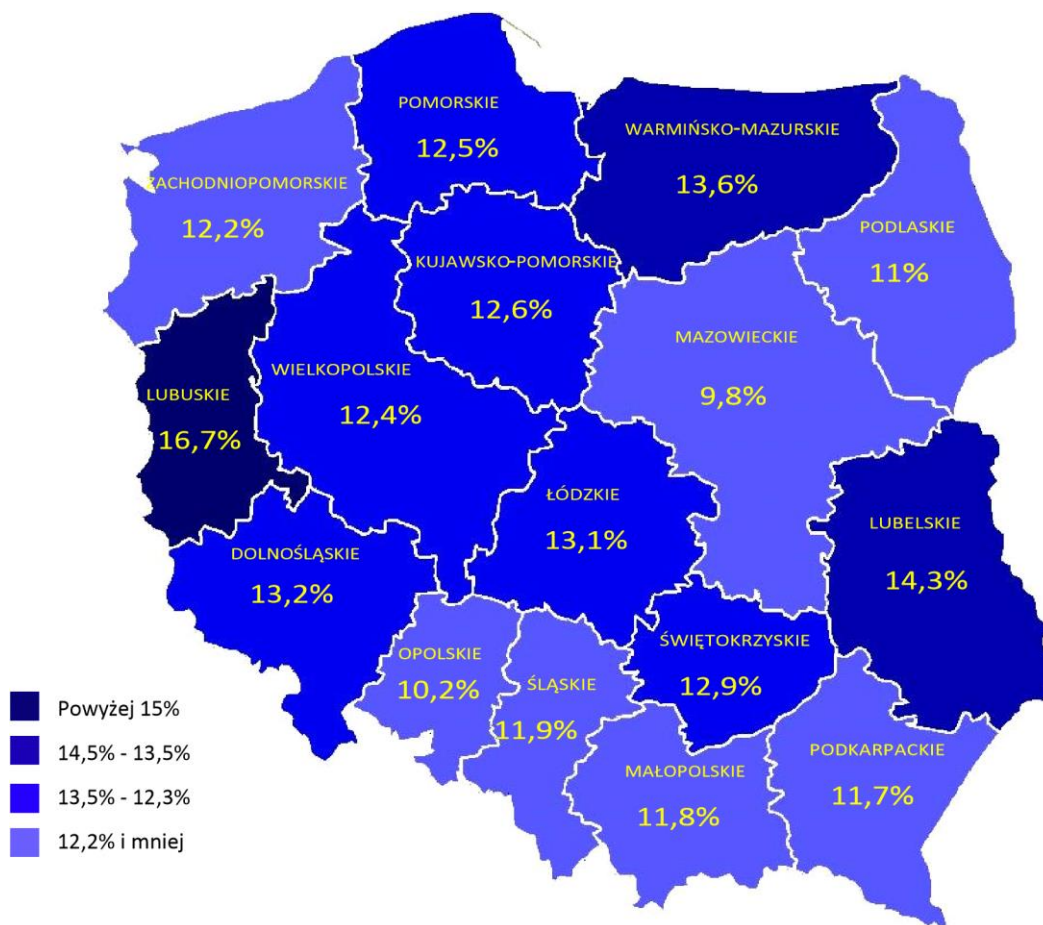 POMORSKIE
12,5%
WARMIŃSKO-MAZURSKIE
13,6%
ZACHODNIOPOMORSKIE
12,2%
PODLASKIE
11%
KUJAWSKO-POMORSKIE
12,6%
MAZOWIECKIE
9,8%
WIELKOPOLSKIE
12,4%
LUBUSKIE
16,7%
ŁÓDZKIE
13,1%
LUBELSKIE
14,3%
DOLNOŚLĄSKIE
13,2%
ŚWIĘTOKRZYSKIE
12,9%
OPOLSKIE
10,2%
ŚLĄSKIE
11,9%
MAŁOPOLSKIE
11,8%
PODKARPACKIE
11,7%
Powyżej 15%
14,5% - 13,5%
13,5% - 12,3%
12,2% i mniej